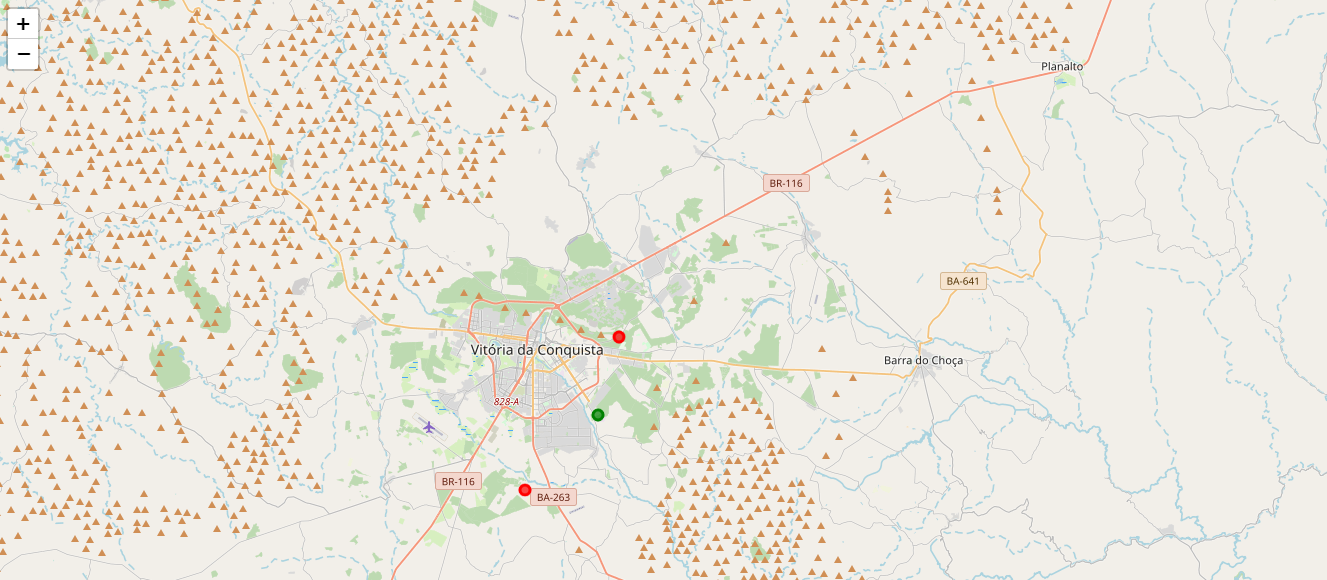 +
−
Planalto
BR-116
BA-641
Vitória da Conquista
Barra do Choça
828-A
BR-116
BA-263